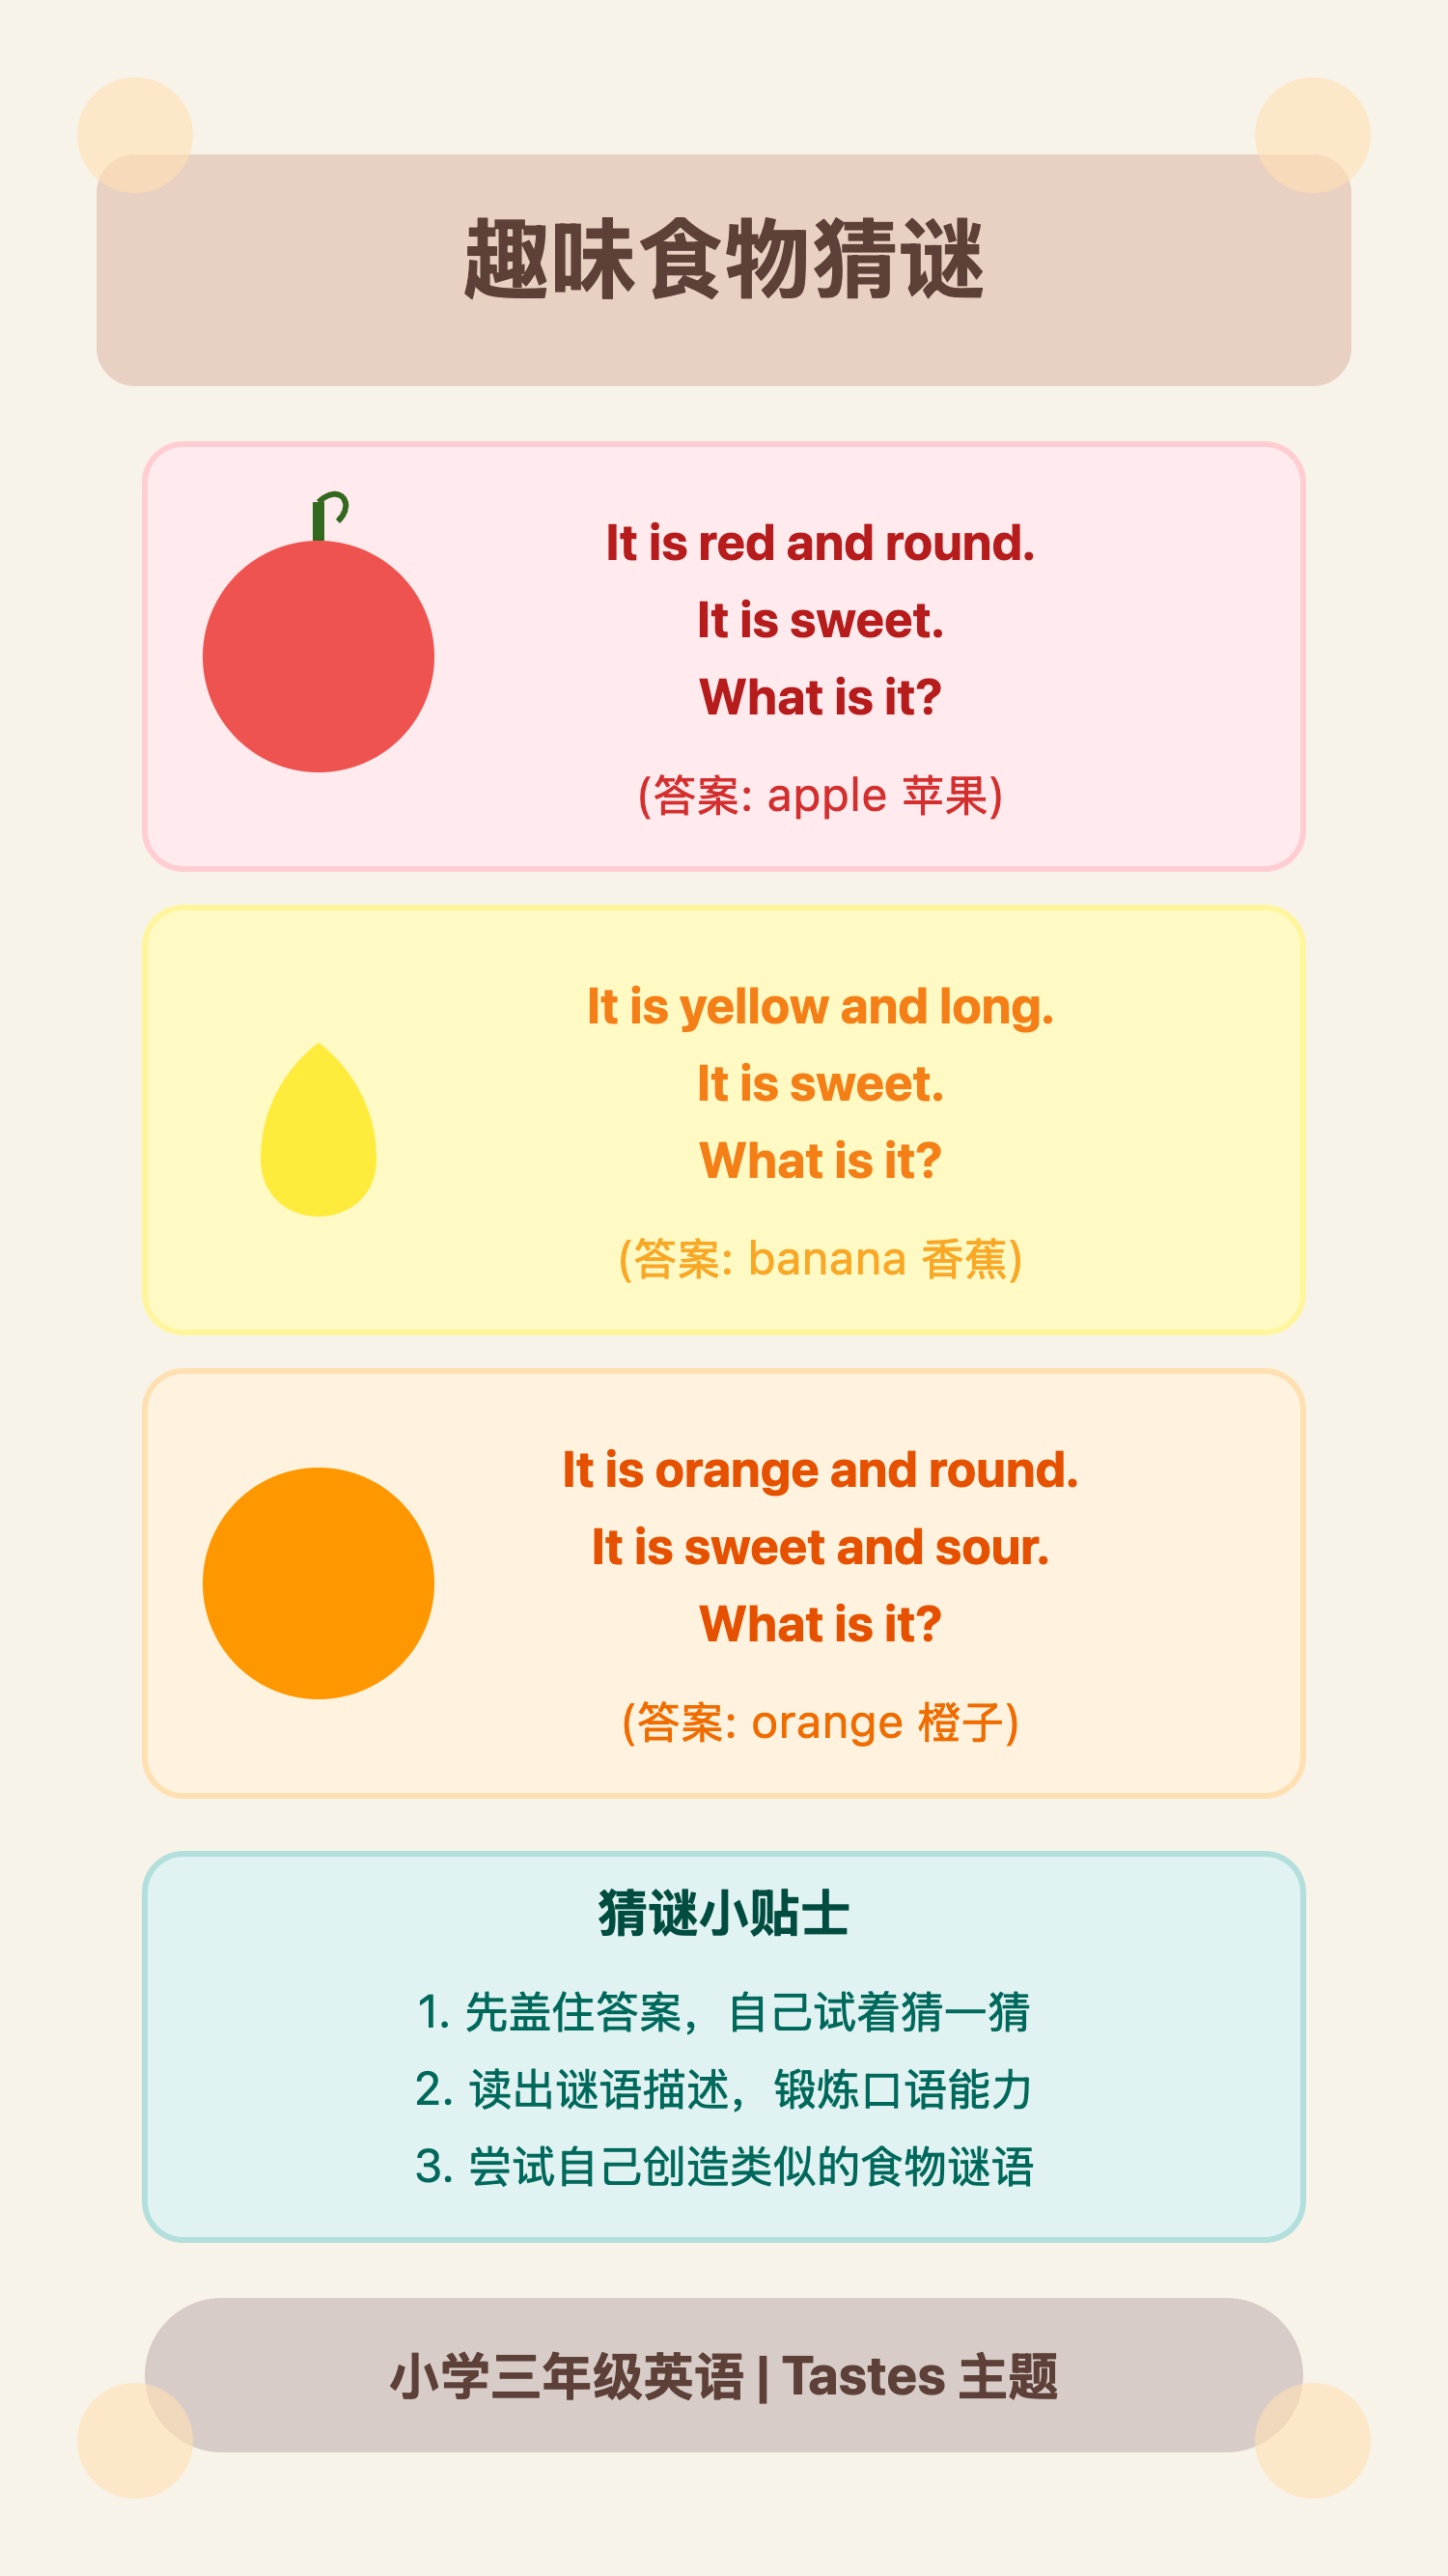 趣味食物猜谜
It is red and round.
It is sweet.
What is it?
(答案: apple 苹果)
It is yellow and long.
It is sweet.
What is it?
(答案: banana 香蕉)
It is orange and round.
It is sweet and sour.
What is it?
(答案: orange 橙子)
猜谜小贴士
1. 先盖住答案，自己试着猜一猜
2. 读出谜语描述，锻炼口语能力
3. 尝试自己创造类似的食物谜语
小学三年级英语 | Tastes 主题